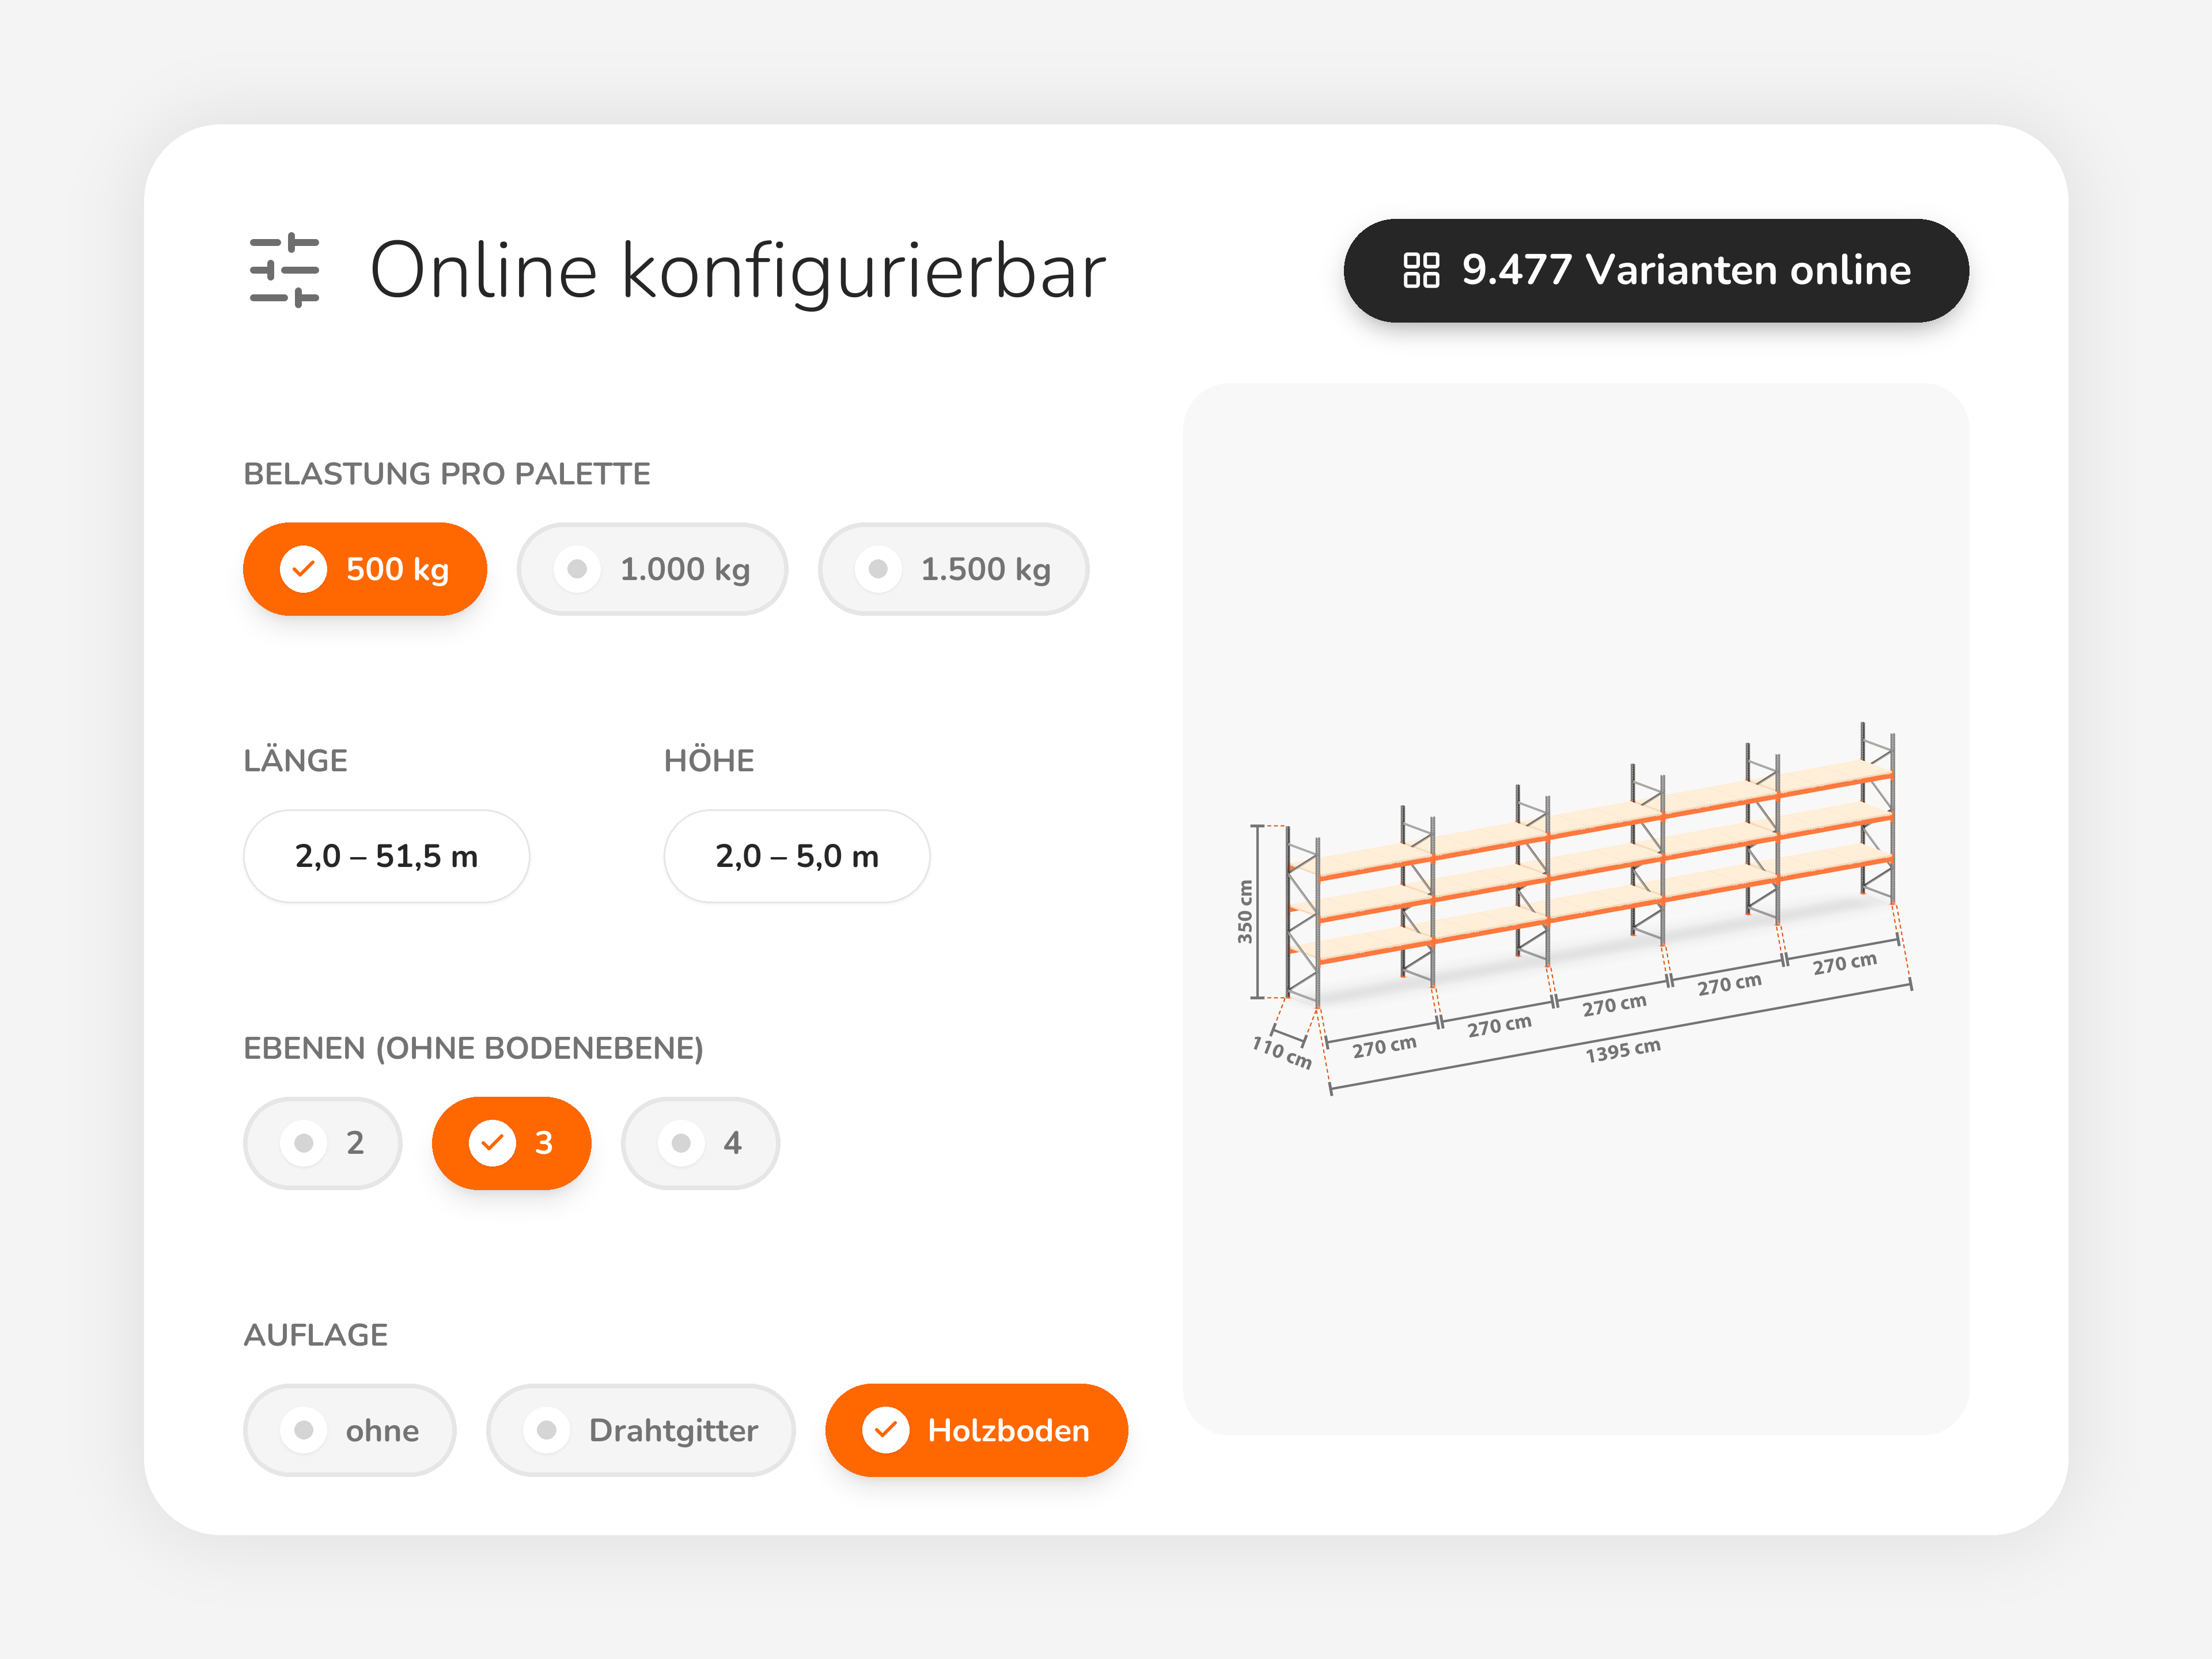 Online konfigurierbar
9.477 Varianten online
BELASTUNG PRO PALETTE
500 kg
1.000 kg
1.500 kg
LÄNGE
HÖHE
2,0 – 51,5 m
2,0 – 5,0 m
EBENEN (OHNE BODENEBENE)
2
3
4
AUFLAGE
ohne
Drahtgitter
Holzboden
350 cm
110 cm
270 cm
270 cm
270 cm
270 cm
270 cm
1395 cm